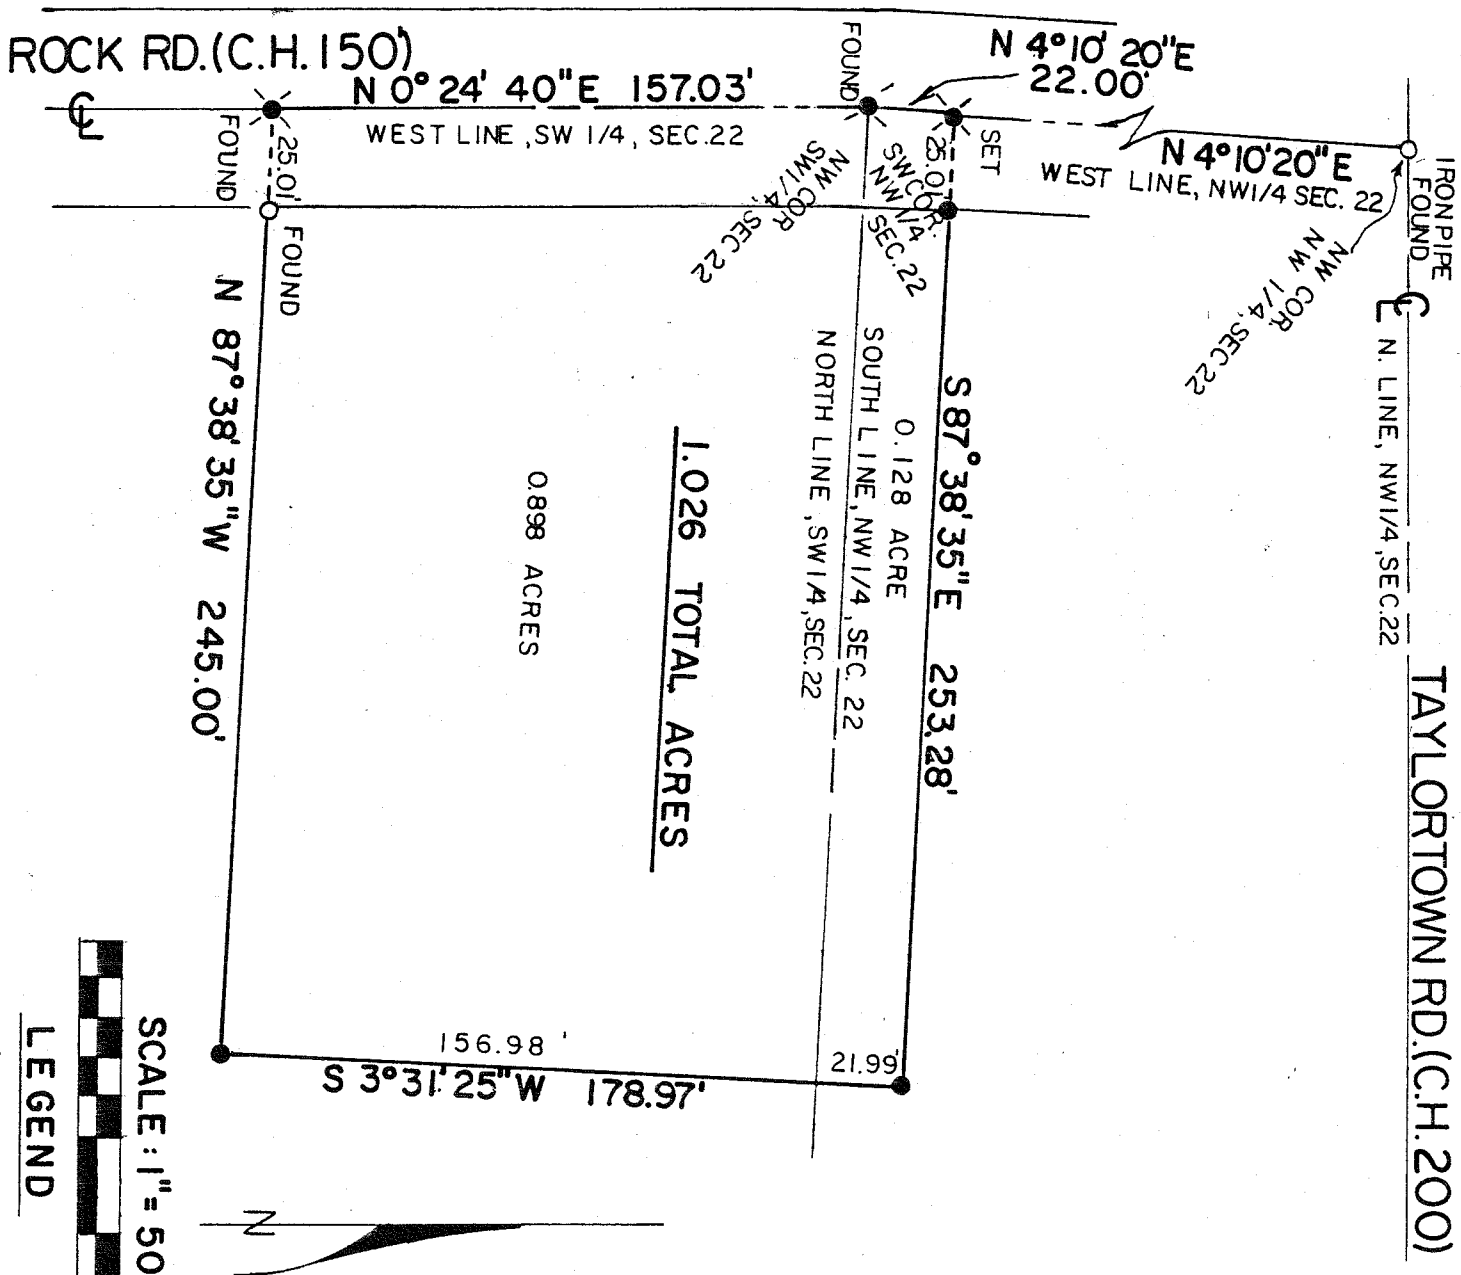 ROCK RD.(C.H.150')
N 0° 24' 40"E 157.03'
WEST LINE, SW 1/4, SEC.22
FOUND
25.01'
FOUND
FOUND
N 4°10' 20"E
22.00'
SET
25.01'
SW COR.
NW 1/4
SEC.22
NW COR
SW1/4, SEC 22
N 4°10'20"E
WEST LINE, NW1/4 SEC. 22
IRON PIPE
FOUND
NW COR.
NW 1/4, SEC 22
℄
℄
N. LINE, NW1/4, SEC.22
TAYLORTOWN RD.(C.H.200)
S 87° 38' 35"E 253.28'
0.128 ACRE
SOUTH LINE, NW1/4, SEC. 22
NORTH LINE, SW1/4, SEC.22
1.026 TOTAL ACRES
0.898 ACRES
N 87° 38' 35"W 245.00'
156.98'
21.99'
S 3°31'25"W 178.97'
SCALE : 1" = 50
LEGEND
N